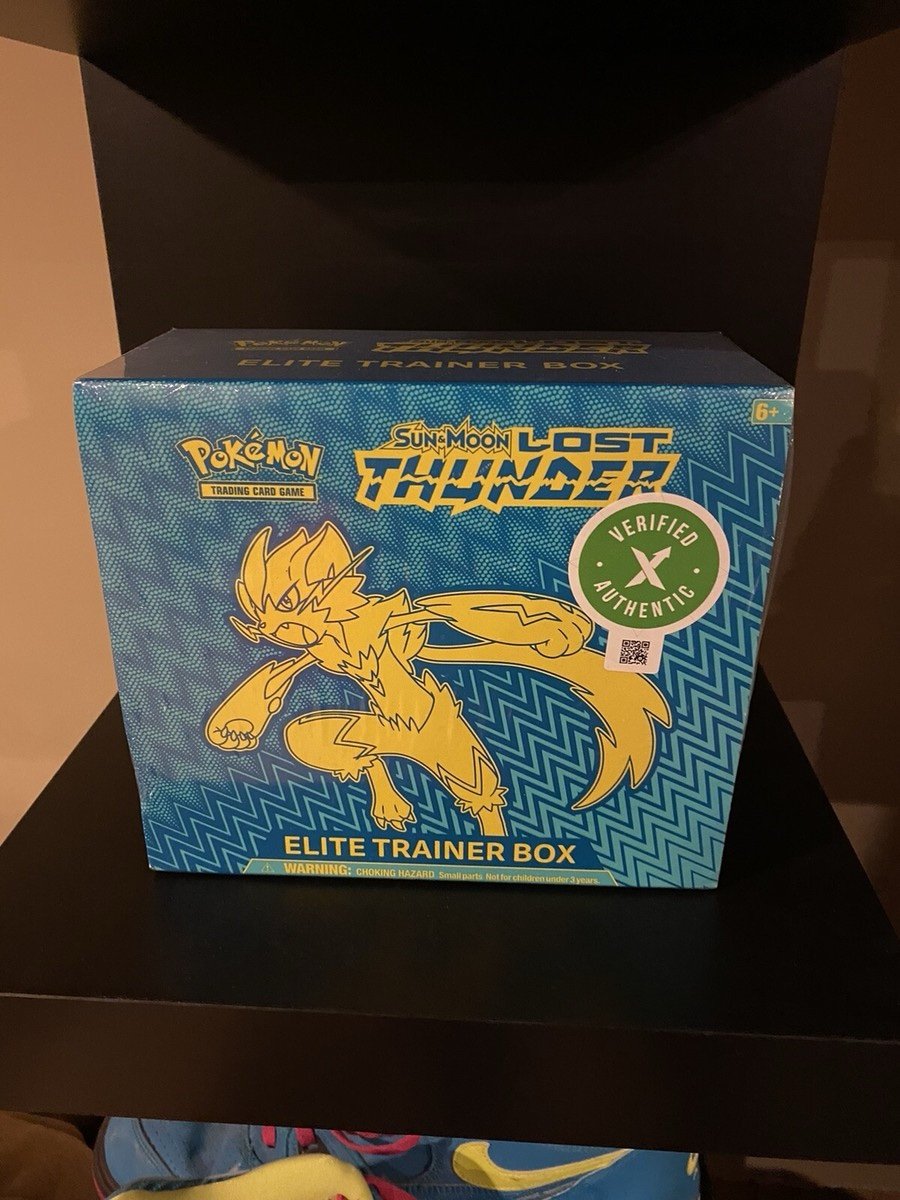 POKéMON
ELITE TRAINER BOX
6+
POKéMON
TRADING CARD GAME
SUN & MOON LOST
THUNDER
VERIFIED
X
AUTHENTIC
ELITE TRAINER BOX
WARNING: CHOKING HAZARD Small parts. Not for children under 3 years.